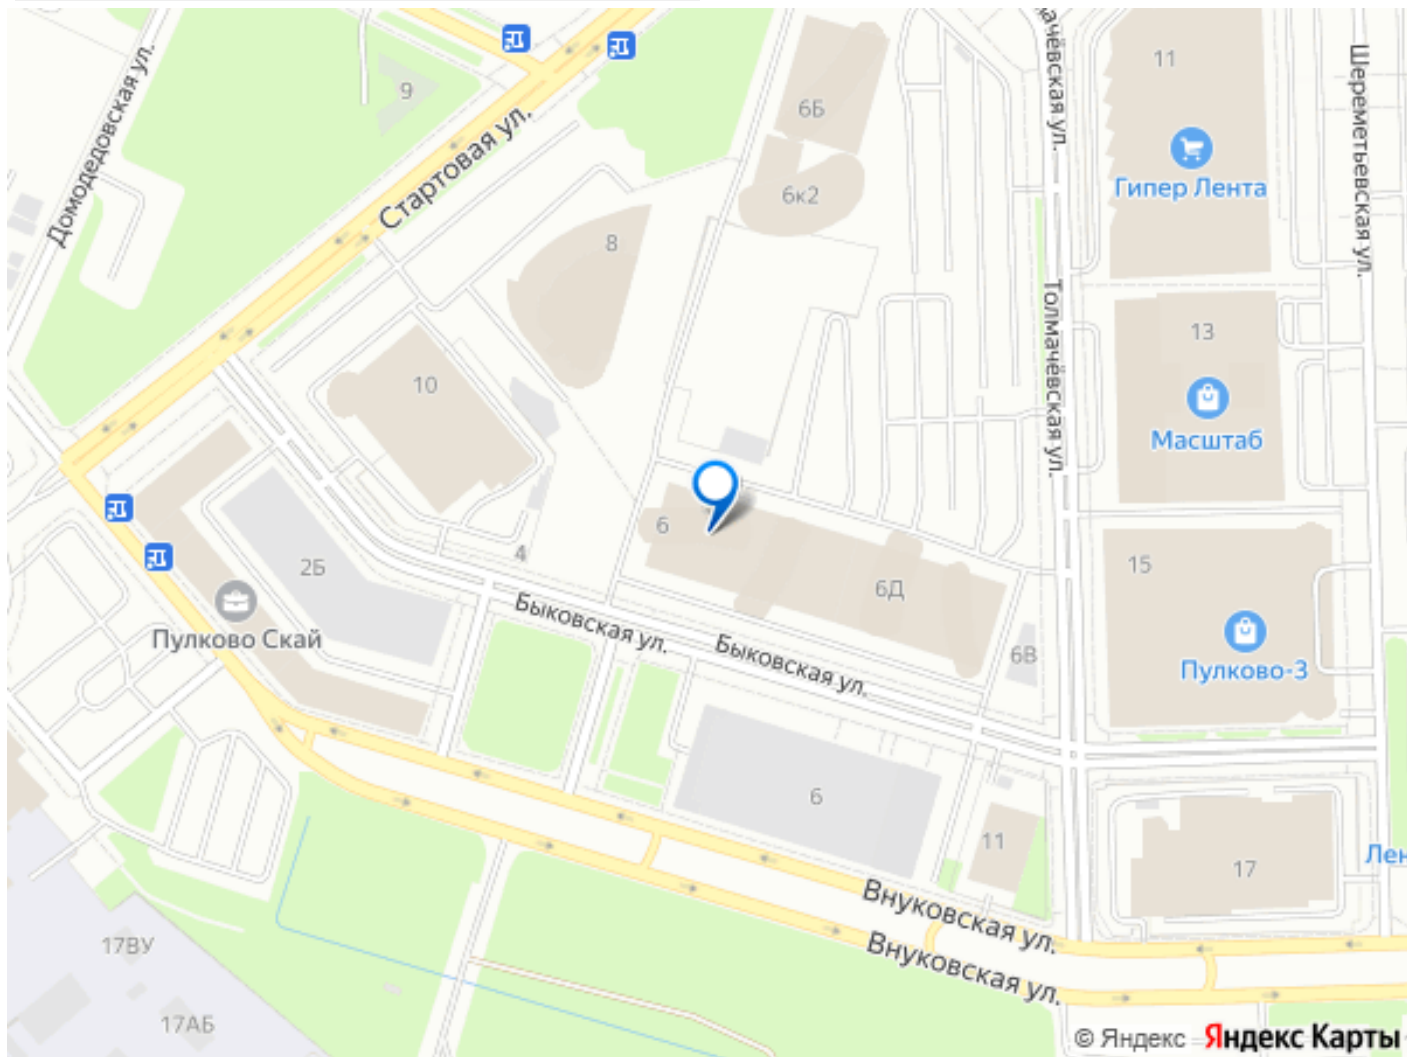 Домодедовская ул.
9
Стартовая ул.
6Б
6к2
8
10
11
Гипер Лента
Шереметьевская ул.
Толмачёвская ул.
13
Масштаб
6
6Д
4
2Б
Пулково Скай
Быковская ул.
Быковская ул.
6В
15
Пулково-3
6
11
17
Лен
Внуковская ул.
Внуковская ул.
17ВУ
17АБ
© Яндекс Яндекс Карты